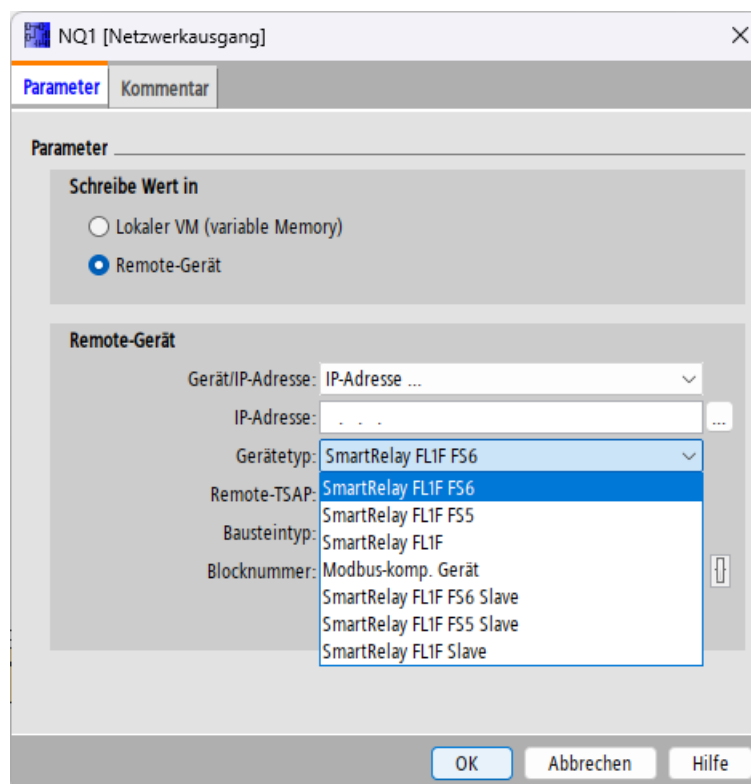 NQ1 [Netzwerkausgang]
Parameter Kommentar
Parameter
Schreibe Wert in
Lokaler VM (variable Memory)
Remote-Gerät
Remote-Gerät
Gerät/IP-Adresse: IP-Adresse ...
IP-Adresse: . . . ...
Gerätetyp: SmartRelay FL1F FS6
Remote-TSAP: SmartRelay FL1F FS6
SmartRelay FL1F FS5
Bausteintyp: SmartRelay FL1F
Blocknummer: Modbus-komp. Gerät
SmartRelay FL1F FS6 Slave
SmartRelay FL1F FS5 Slave
SmartRelay FL1F Slave
OK Abbrechen Hilfe